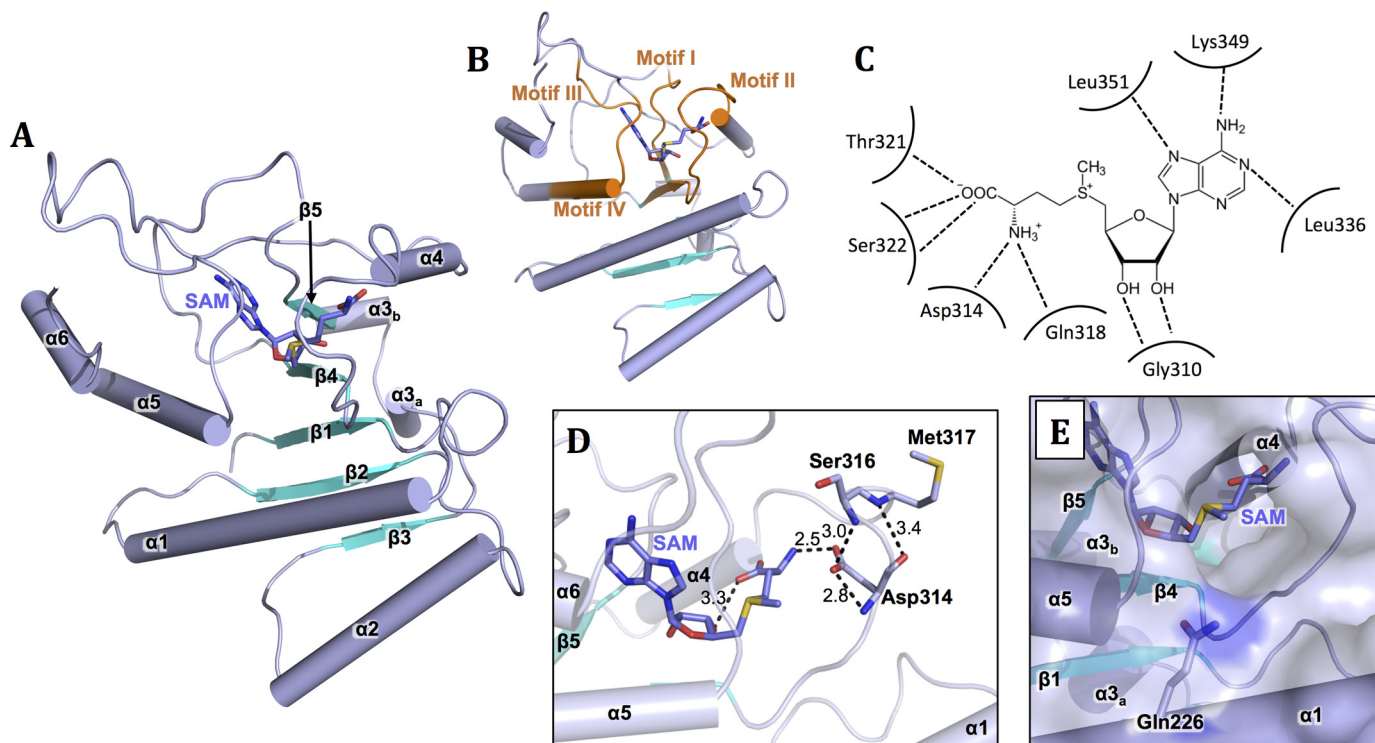 A
β5
α4
SAM
α3b
α6
β4
α5
α3a
β1
β2
α1
β3
α2
B
Motif I
Motif III
Motif II
Motif IV
C
Lys349
Leu351
NH2
Thr321
CH3
N
N
S+
-OOC
O
N
N
Leu336
Ser322
NH3+
OH
OH
Asp314
Gln318
Gly310
D
Met317
Ser316
3.4
3.0
SAM
2.5
α4
Asp314
α6
3.3
2.8
β5
α5
α1
E
α4
β5
SAM
α3b
β4
α5
β1
α3a
Gln226
α1